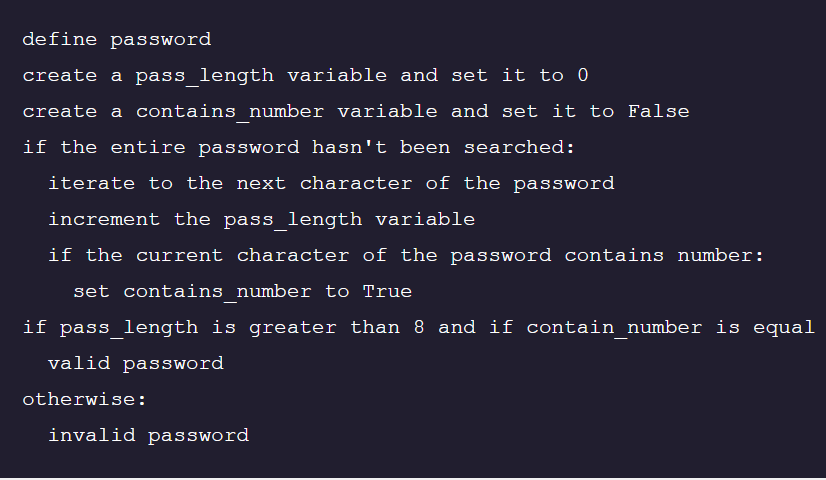 define password
create a pass_length variable and set it to 0
create a contains_number variable and set it to False
if the entire password hasn't been searched:
iterate to the next character of the password
increment the pass_length variable
if the current character of the password contains number:
set contains_number to True
if pass_length is greater than 8 and if contain_number is equal
valid password
otherwise:
invalid password